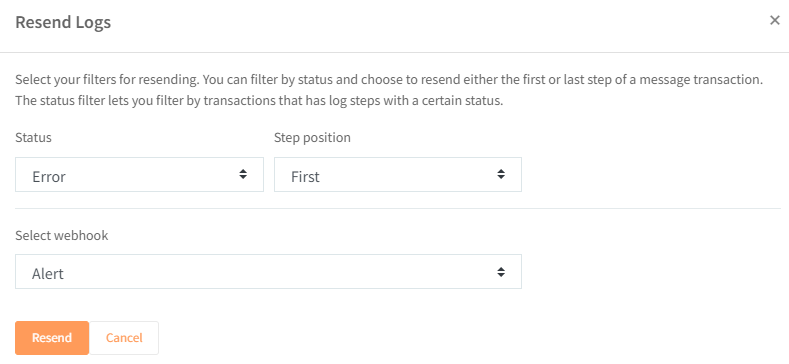 Resend Logs
×
Select your filters for resending. You can filter by status and choose to resend either the first or last step of a message transaction.
The status filter lets you filter by transactions that has log steps with a certain status.
Status
Step position
Error
First
Select webhook
Alert
Resend
Cancel